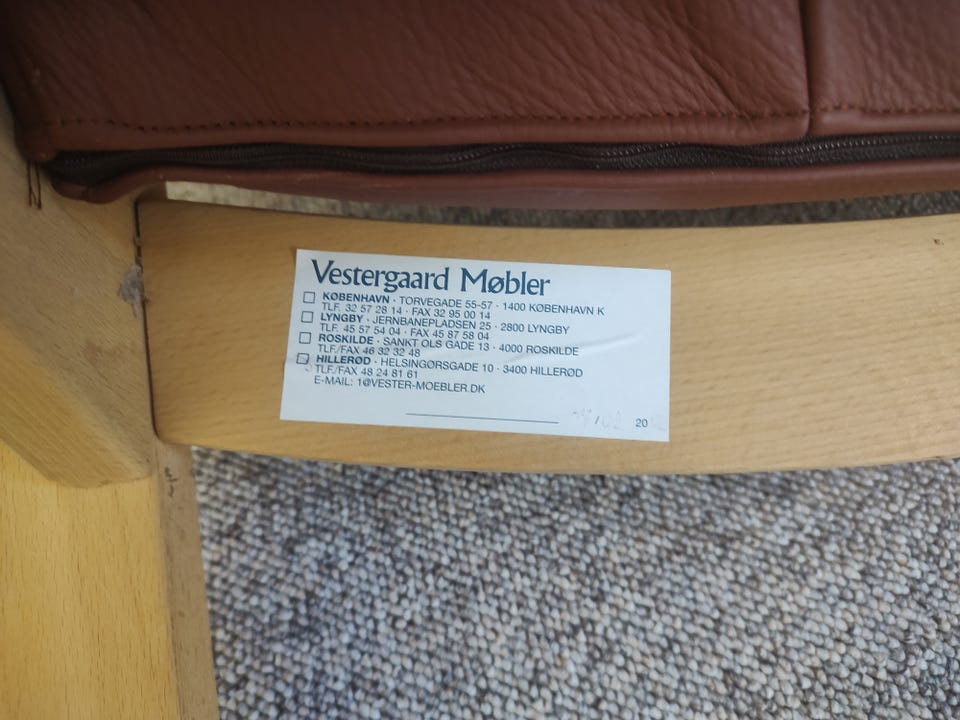 Vestergaard Møbler
KØBENHAVN · TORVEGADE 55-57 · 1400 KØBENHAVN K
TLF. 32 57 28 14 · FAX 32 95 00 14
LYNGBY · JERNBANEPLADSEN 25 · 2800 LYNGBY
TLF. 45 57 54 04 · FAX 45 87 58 04
ROSKILDE · SANKT OLS GADE 13 · 4000 ROSKILDE
TLF./FAX 46 32 32 48
HILLERØD · HELSINGØRSGADE 10 · 3400 HILLERØD
TLF./FAX 48 24 81 61
E-MAIL: 1@VESTER-MOEBLER.DK
20